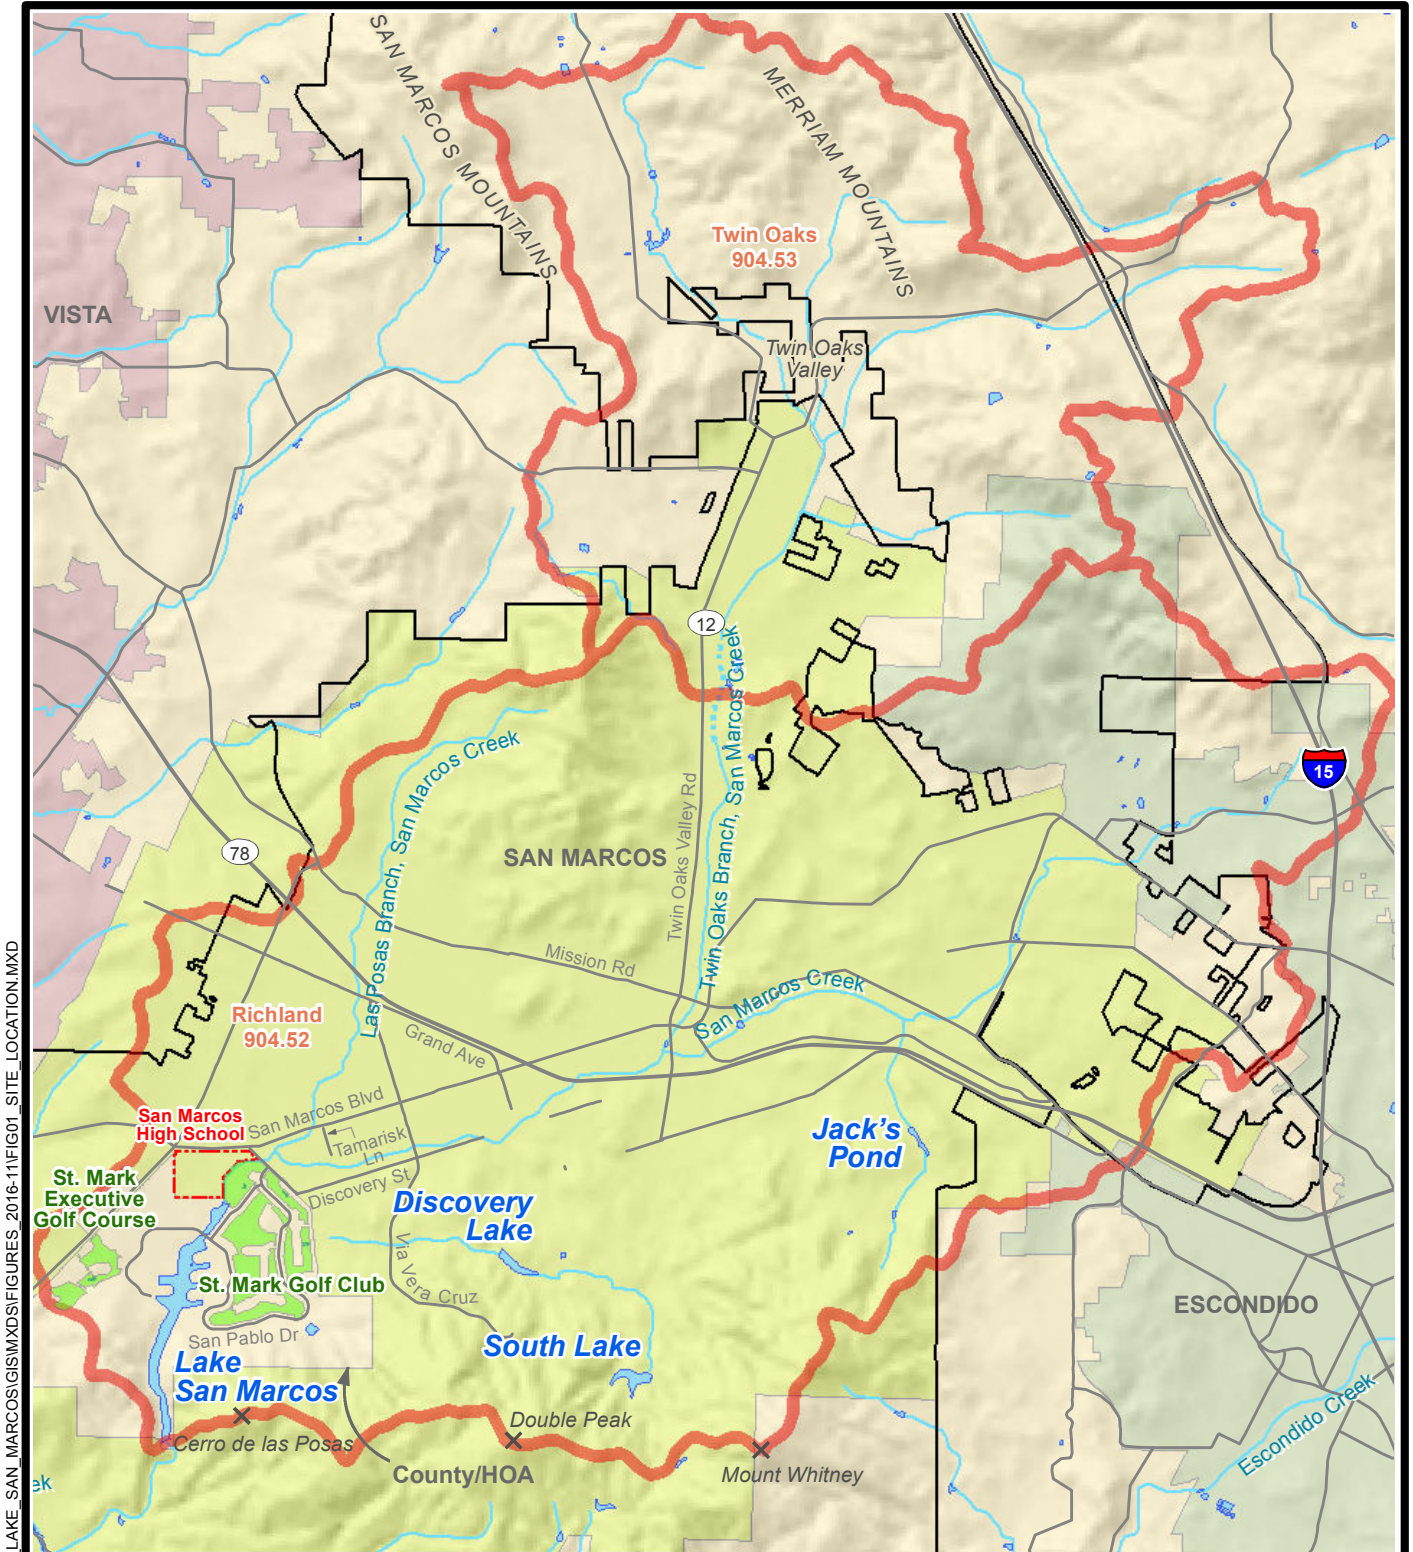 SAN MARCOS MOUNTAINS
MERRIAM MOUNTAINS
Twin Oaks
904.53
VISTA
Twin Oaks
Valley
12
Twin Oaks Branch, San Marcos Creek
Las Posas Branch, San Marcos Creek
15
78
SAN MARCOS
Twin Oaks Valley Rd
Mission Rd
San Marcos Creek
Richland
904.52
Grand Ave
San Marcos Blvd
San Marcos
High School
Tamarisk
Ln
Discovery St
Jack's
Pond
St. Mark
Executive
Golf Course
Discovery
Lake
Via Vera Cruz
St. Mark Golf Club
ESCONDIDO
San Pablo Dr
South Lake
Lake
San Marcos
Double Peak
Cerro de las Posas
County/HOA
Mount Whitney
Escondido Creek
ek
LAKE_SAN_MARCOS\GIS\MXDS\FIGURES_2016-11\FIG01_SITE_LOCATION.MXD